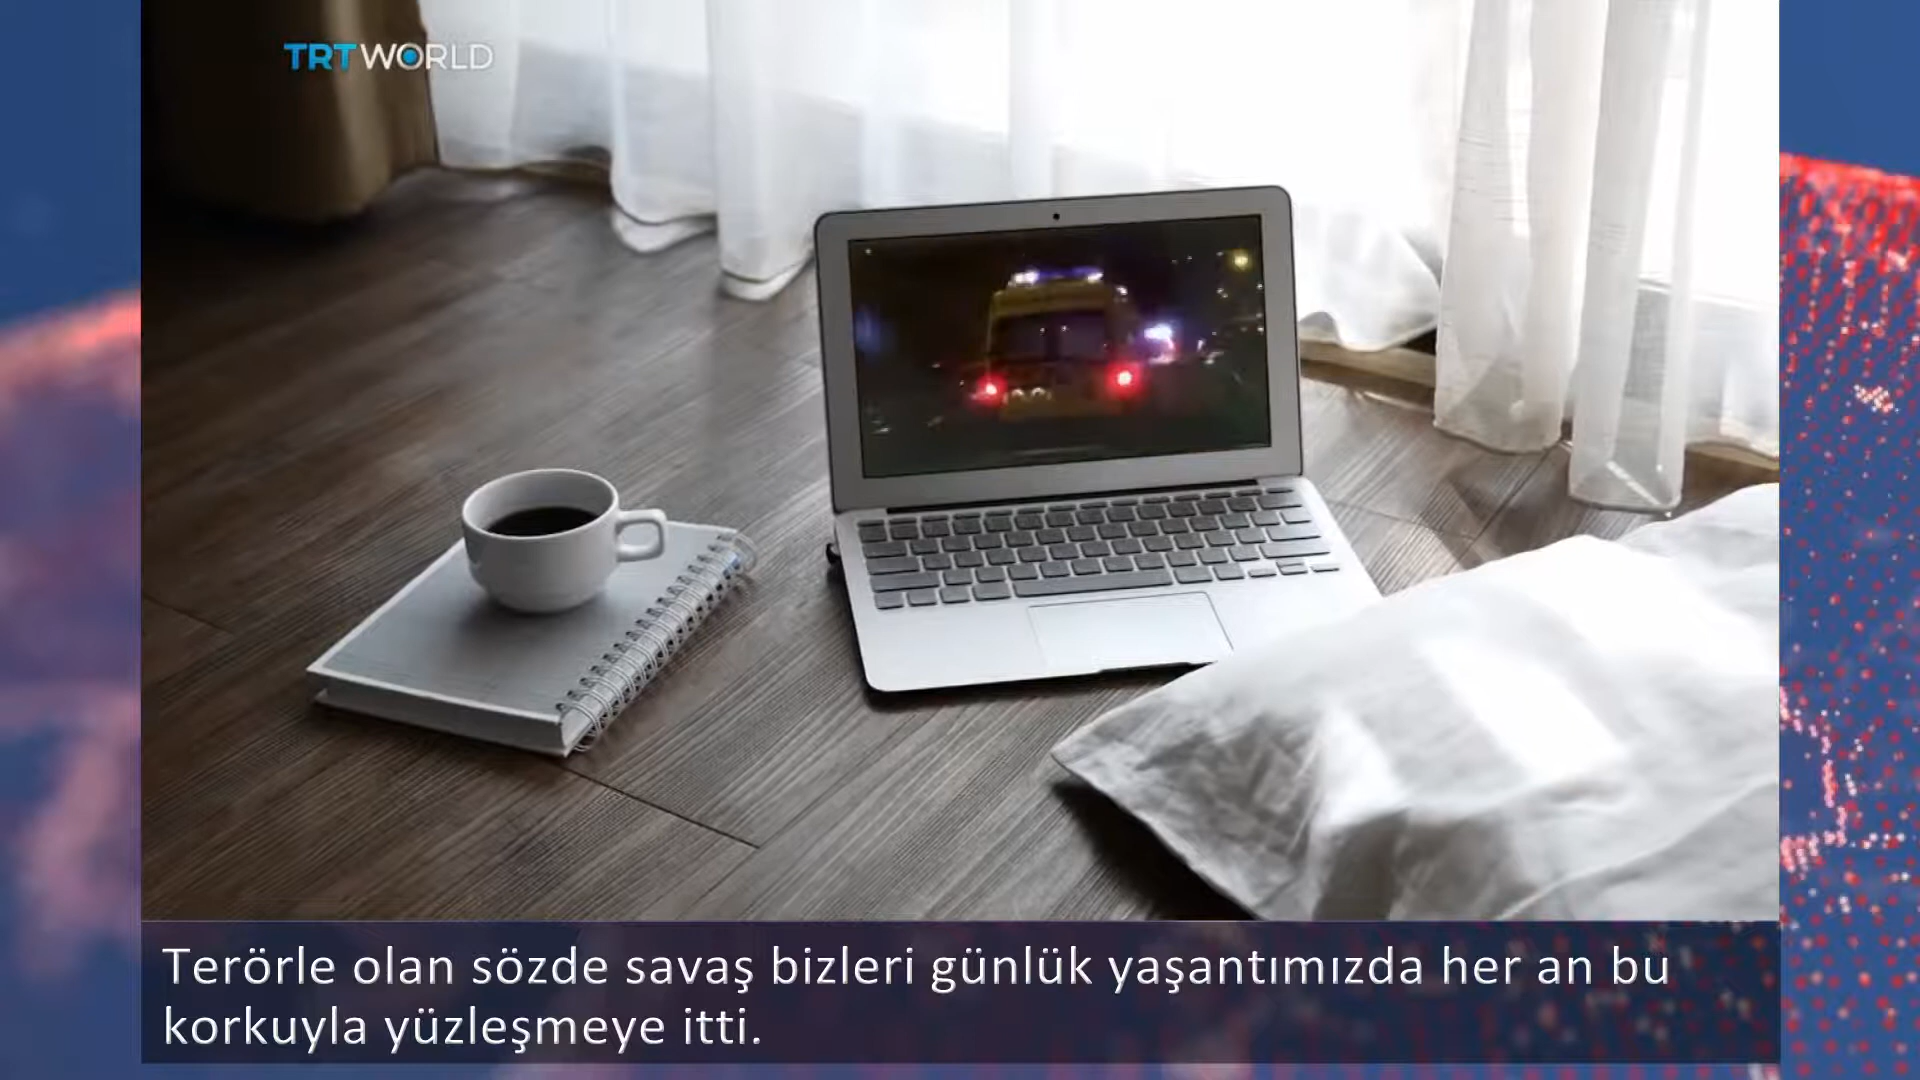 TRT WORLD
Terörle olan sözde savaş bizleri günlük yaşantımızda her an bu
korkuyla yüzleşmeye itti.